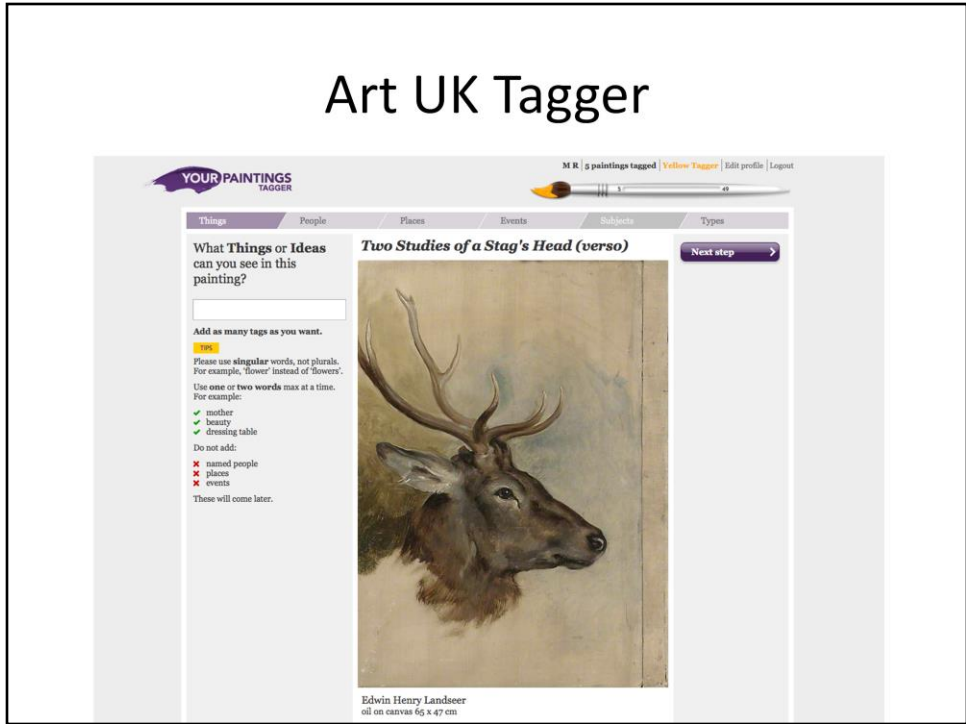 Art UK Tagger
YOUR PAINTINGS
TAGGER
M R | 5 paintings tagged | Yellow Tagger | Edit profile | Logout
5 49
Things People Places Events Subjects Types
What Things or Ideas
can you see in this
painting?
Add as many tags as you want.
TIPS
Please use singular words, not plurals.
For example, 'flower' instead of 'flowers'.
Use one or two words max at a time.
For example:
mother
beauty
dressing table
Do not add:
named people
places
events
These will come later.
Two Studies of a Stag's Head (verso)
Edwin Henry Landseer
oil on canvas 65 x 47 cm
Next step